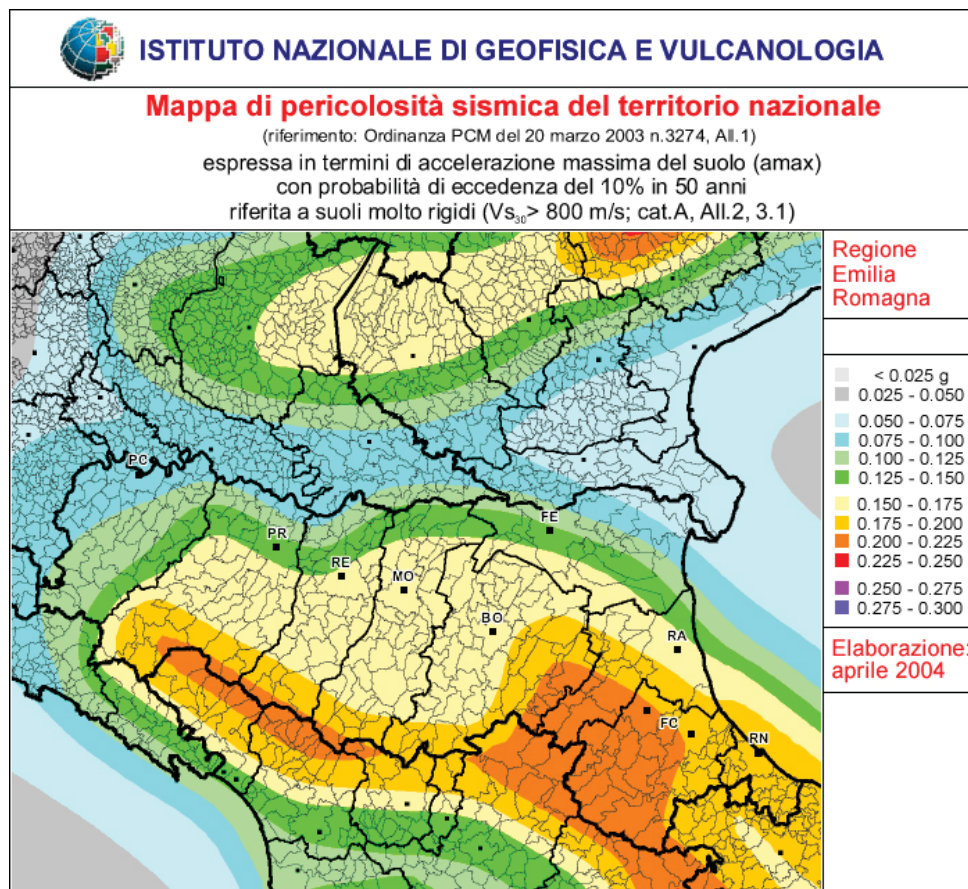 ISTITUTO NAZIONALE DI GEOFISICA E VULCANOLOGIA
Mappa di pericolosità sismica del territorio nazionale
(riferimento: Ordinanza PCM del 20 marzo 2003 n.3274, All.1)
espressa in termini di accelerazione massima del suolo (amax)
con probabilità di eccedenza del 10% in 50 anni
riferita a suoli molto rigidi (Vs₃₀> 800 m/s; cat.A, All.2, 3.1)
Regione
Emilia
Romagna
< 0.025 g
0.025 - 0.050
0.050 - 0.075
0.075 - 0.100
0.100 - 0.125
0.125 - 0.150
0.150 - 0.175
0.175 - 0.200
0.200 - 0.225
0.225 - 0.250
0.250 - 0.275
0.275 - 0.300
Elaborazione:
aprile 2004
PC
PR
FE
RE
MO
BO
RA
FC
RN